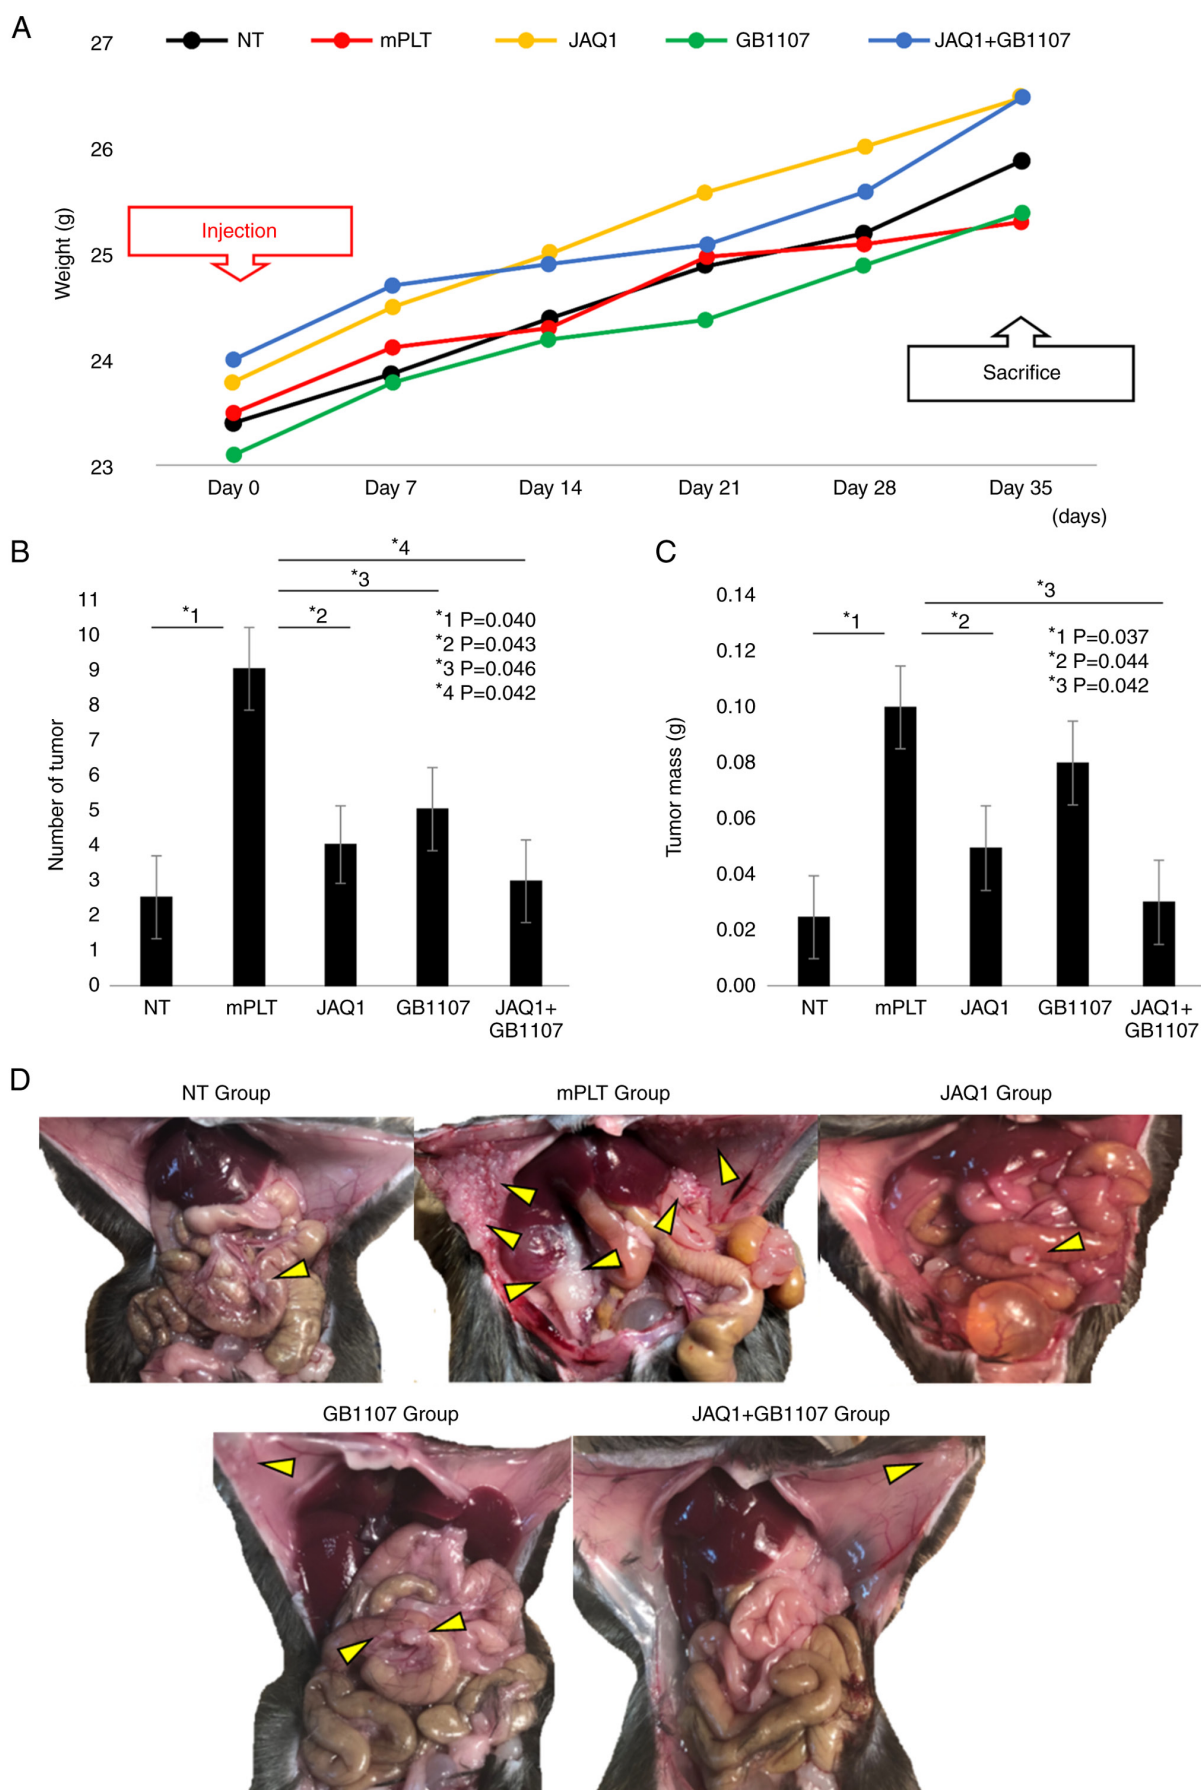 A
NT mPLT JAQ1 GB1107 JAQ1+GB1107
27
26
25
24
23
Weight (g)
Injection
Sacrifice
Day 0 Day 7 Day 14 Day 21 Day 28 Day 35
(days)
B
*4
*3
*1 *2
*1 P=0.040
*2 P=0.043
*3 P=0.046
*4 P=0.042
11
10
9
8
7
6
5
4
3
2
1
0
Number of tumor
NT mPLT JAQ1 GB1107 JAQ1+
GB1107
C
*3
*1 *2
*1 P=0.037
*2 P=0.044
*3 P=0.042
0.14
0.12
0.10
0.08
0.06
0.04
0.02
0.00
Tumor mass (g)
NT mPLT JAQ1 GB1107 JAQ1+
GB1107
D
NT Group mPLT Group JAQ1 Group
GB1107 Group JAQ1+GB1107 Group